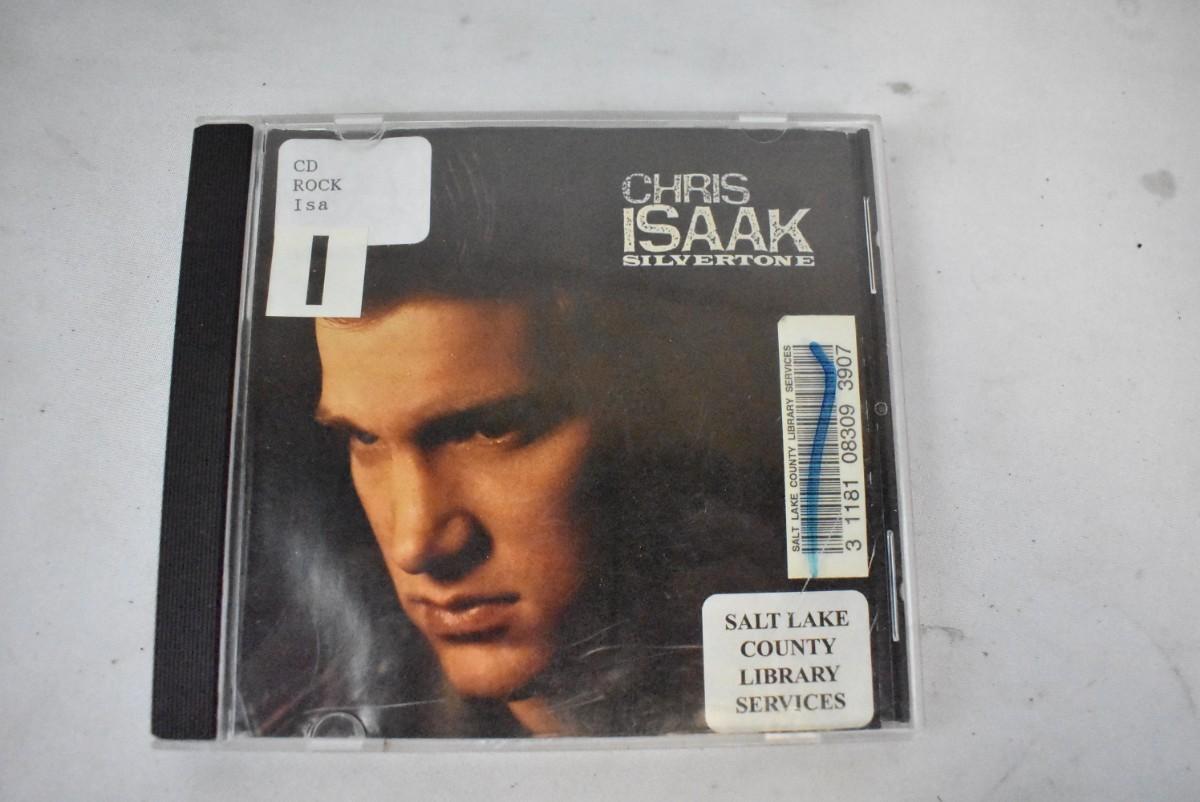 CD
ROCK
Isa
I
CHRIS
ISAAK
SILVERTONE
SALT LAKE COUNTY LIBRARY SERVICES
3 1181 08309 3907
SALT LAKE
COUNTY
LIBRARY
SERVICES